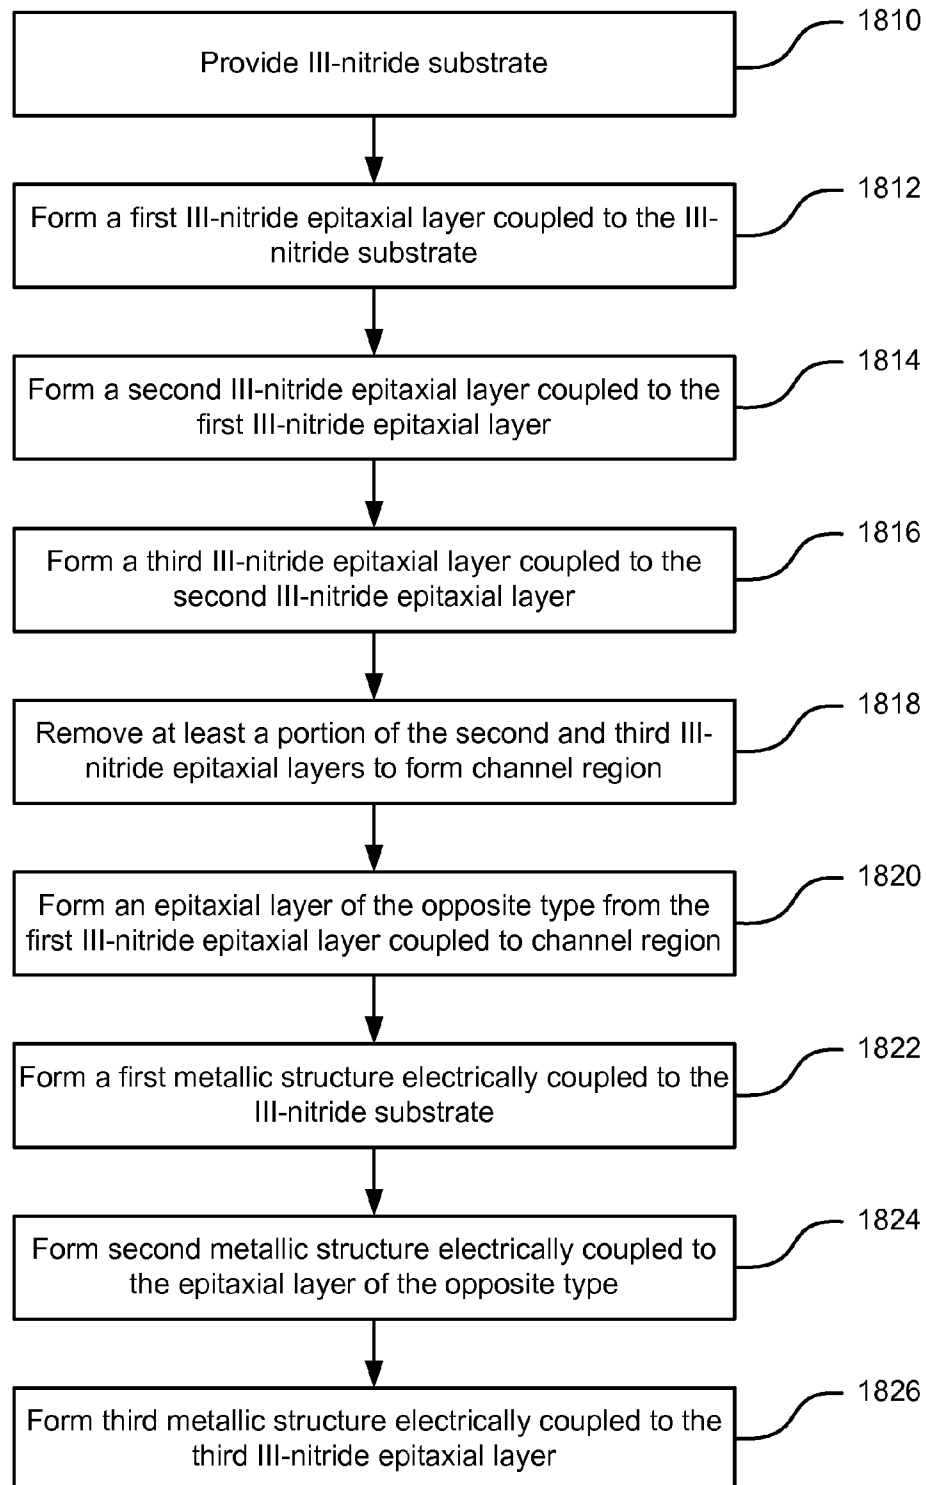 1810
Provide III-nitride substrate
1812
Form a first III-nitride epitaxial layer coupled to the III-
nitride substrate
1814
Form a second III-nitride epitaxial layer coupled to the
first III-nitride epitaxial layer
1816
Form a third III-nitride epitaxial layer coupled to the
second III-nitride epitaxial layer
1818
Remove at least a portion of the second and third III-
nitride epitaxial layers to form channel region
1820
Form an epitaxial layer of the opposite type from the
first III-nitride epitaxial layer coupled to channel region
1822
Form a first metallic structure electrically coupled to the
III-nitride substrate
1824
Form second metallic structure electrically coupled to
the epitaxial layer of the opposite type
1826
Form third metallic structure electrically coupled to the
third III-nitride epitaxial layer